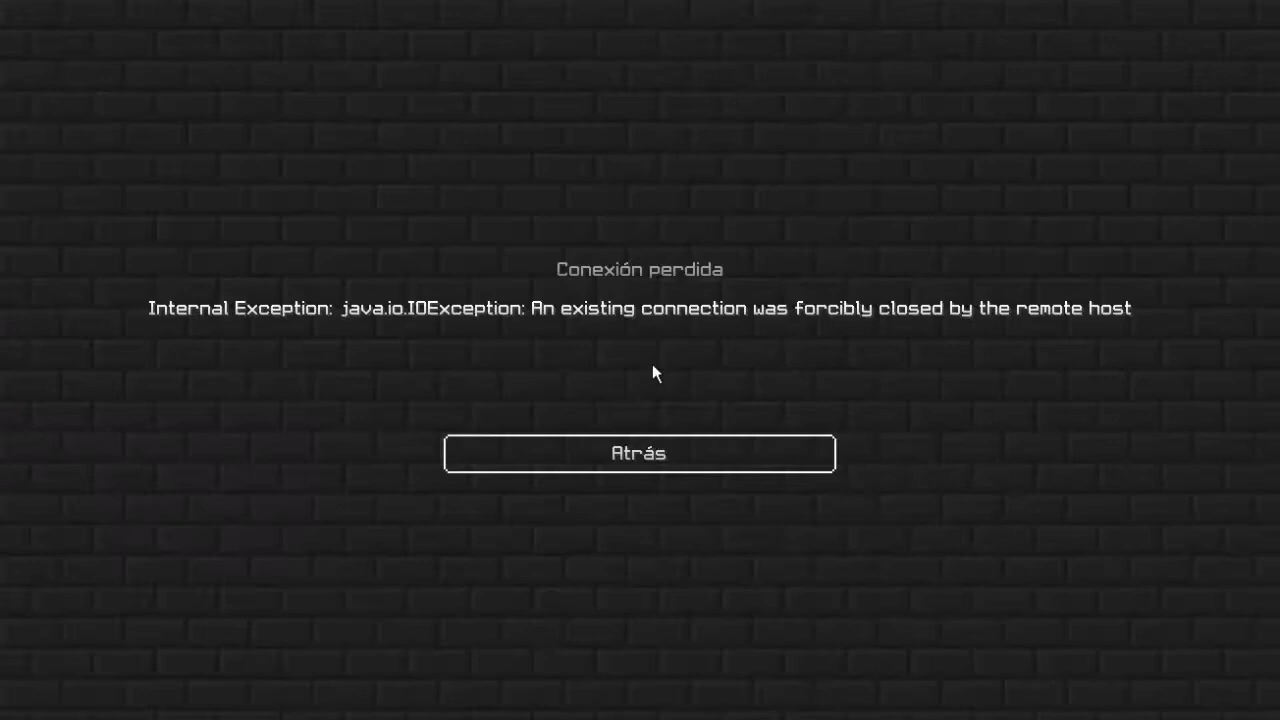 Conexión perdida
Internal Exception: java.io.IOException: An existing connection was forcibly closed by the remote host
Atrás